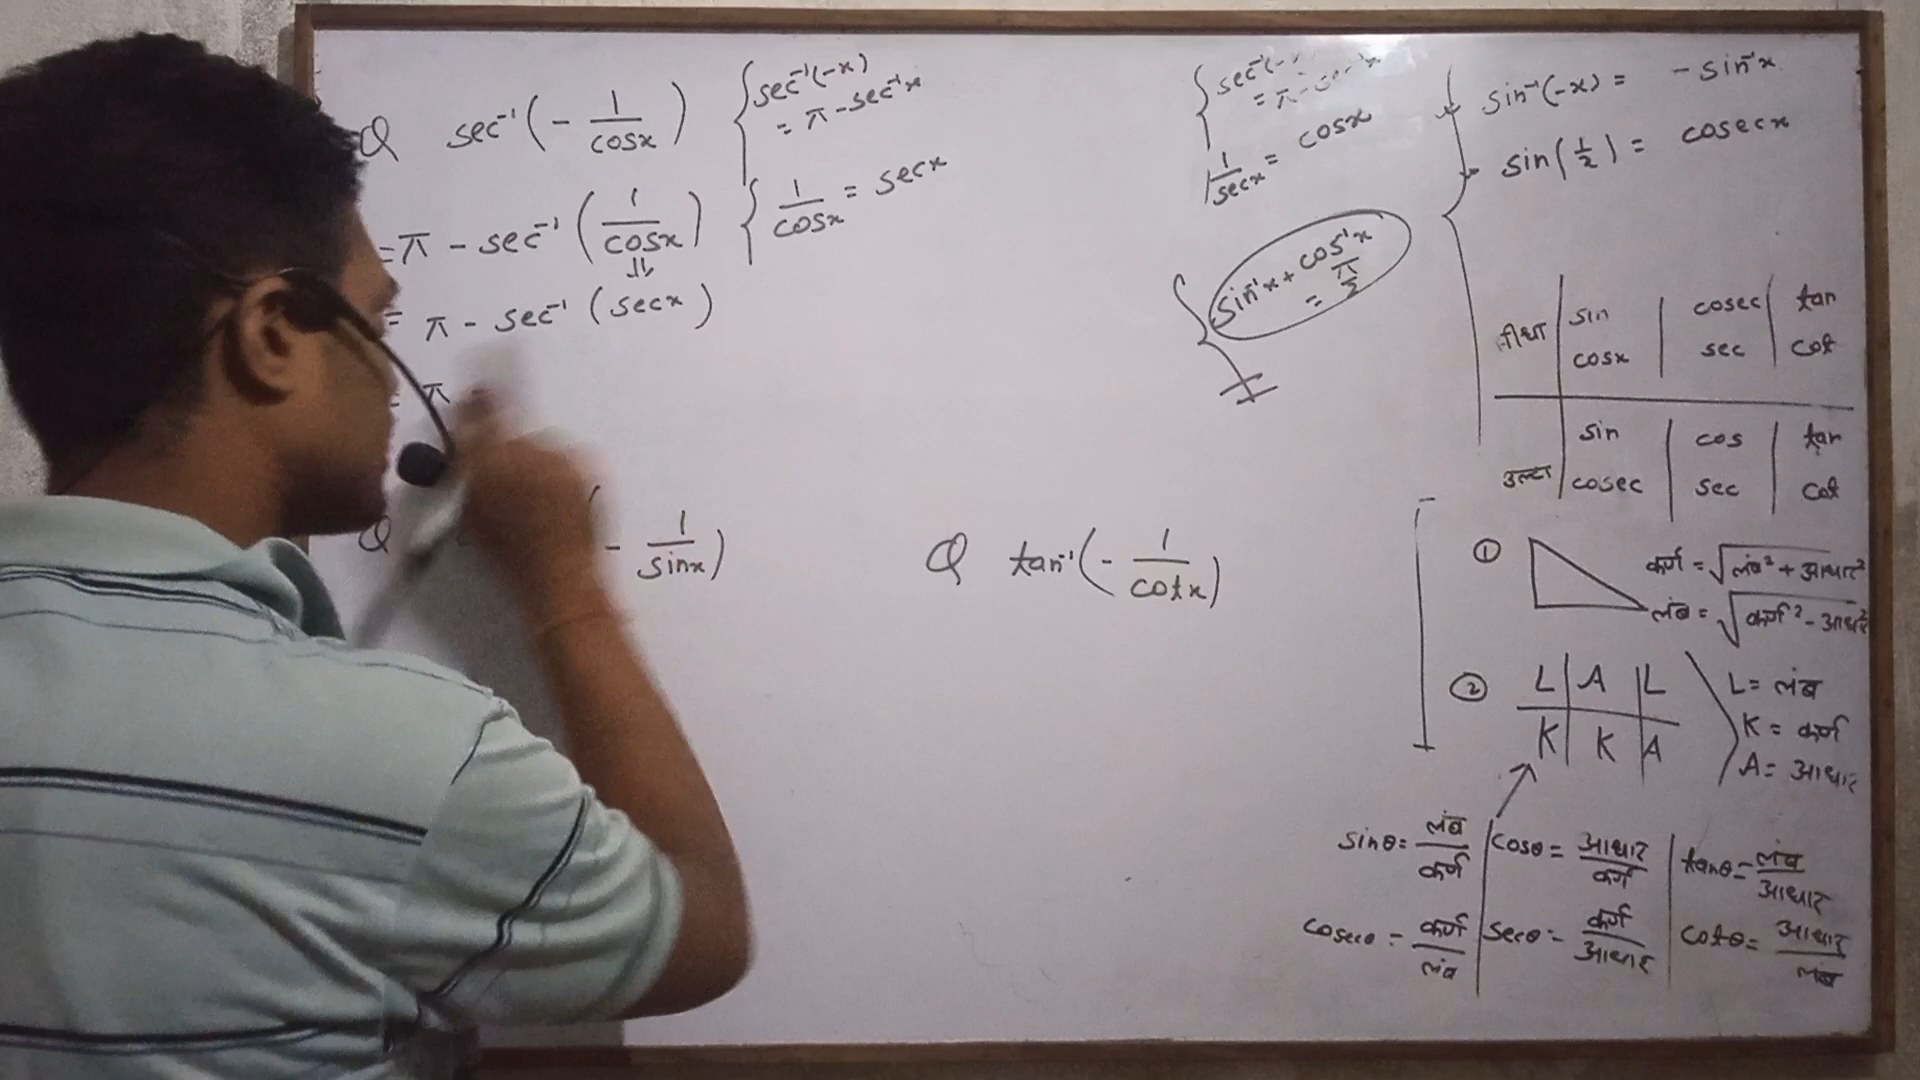 Q sec⁻¹(-1/cosx)
{sec⁻¹(-x)
= π-sec⁻¹x
=π - sec⁻¹(1/cosx)
{1/cosx = secx
= π - sec⁻¹(secx)
= π -
Q - 1/sinx)
Q tan⁻¹(-1/cotx)
= π-
1/secx = cosx
sin⁻¹x + cos⁻¹x
= π/2
sin⁻¹(-x) = - sin⁻¹x
sin(1/2) = cosecx
sin | cosec | tan
cosx | sec | cot
sin | cos | tan
उल्टा cosec | sec | cot
① कर्ण = √लंब² + आधार²
लंब = √कर्ण² - आधार²
② L | A | L
K | K | A
L = लंब
K = कर्ण
A = आधार
sinθ = लंब/कर्ण | cosθ = आधार/कर्ण | tanθ = लंब/आधार
cosecθ = कर्ण/लंब | secθ = कर्ण/आधार | cotθ = आधार/लंब